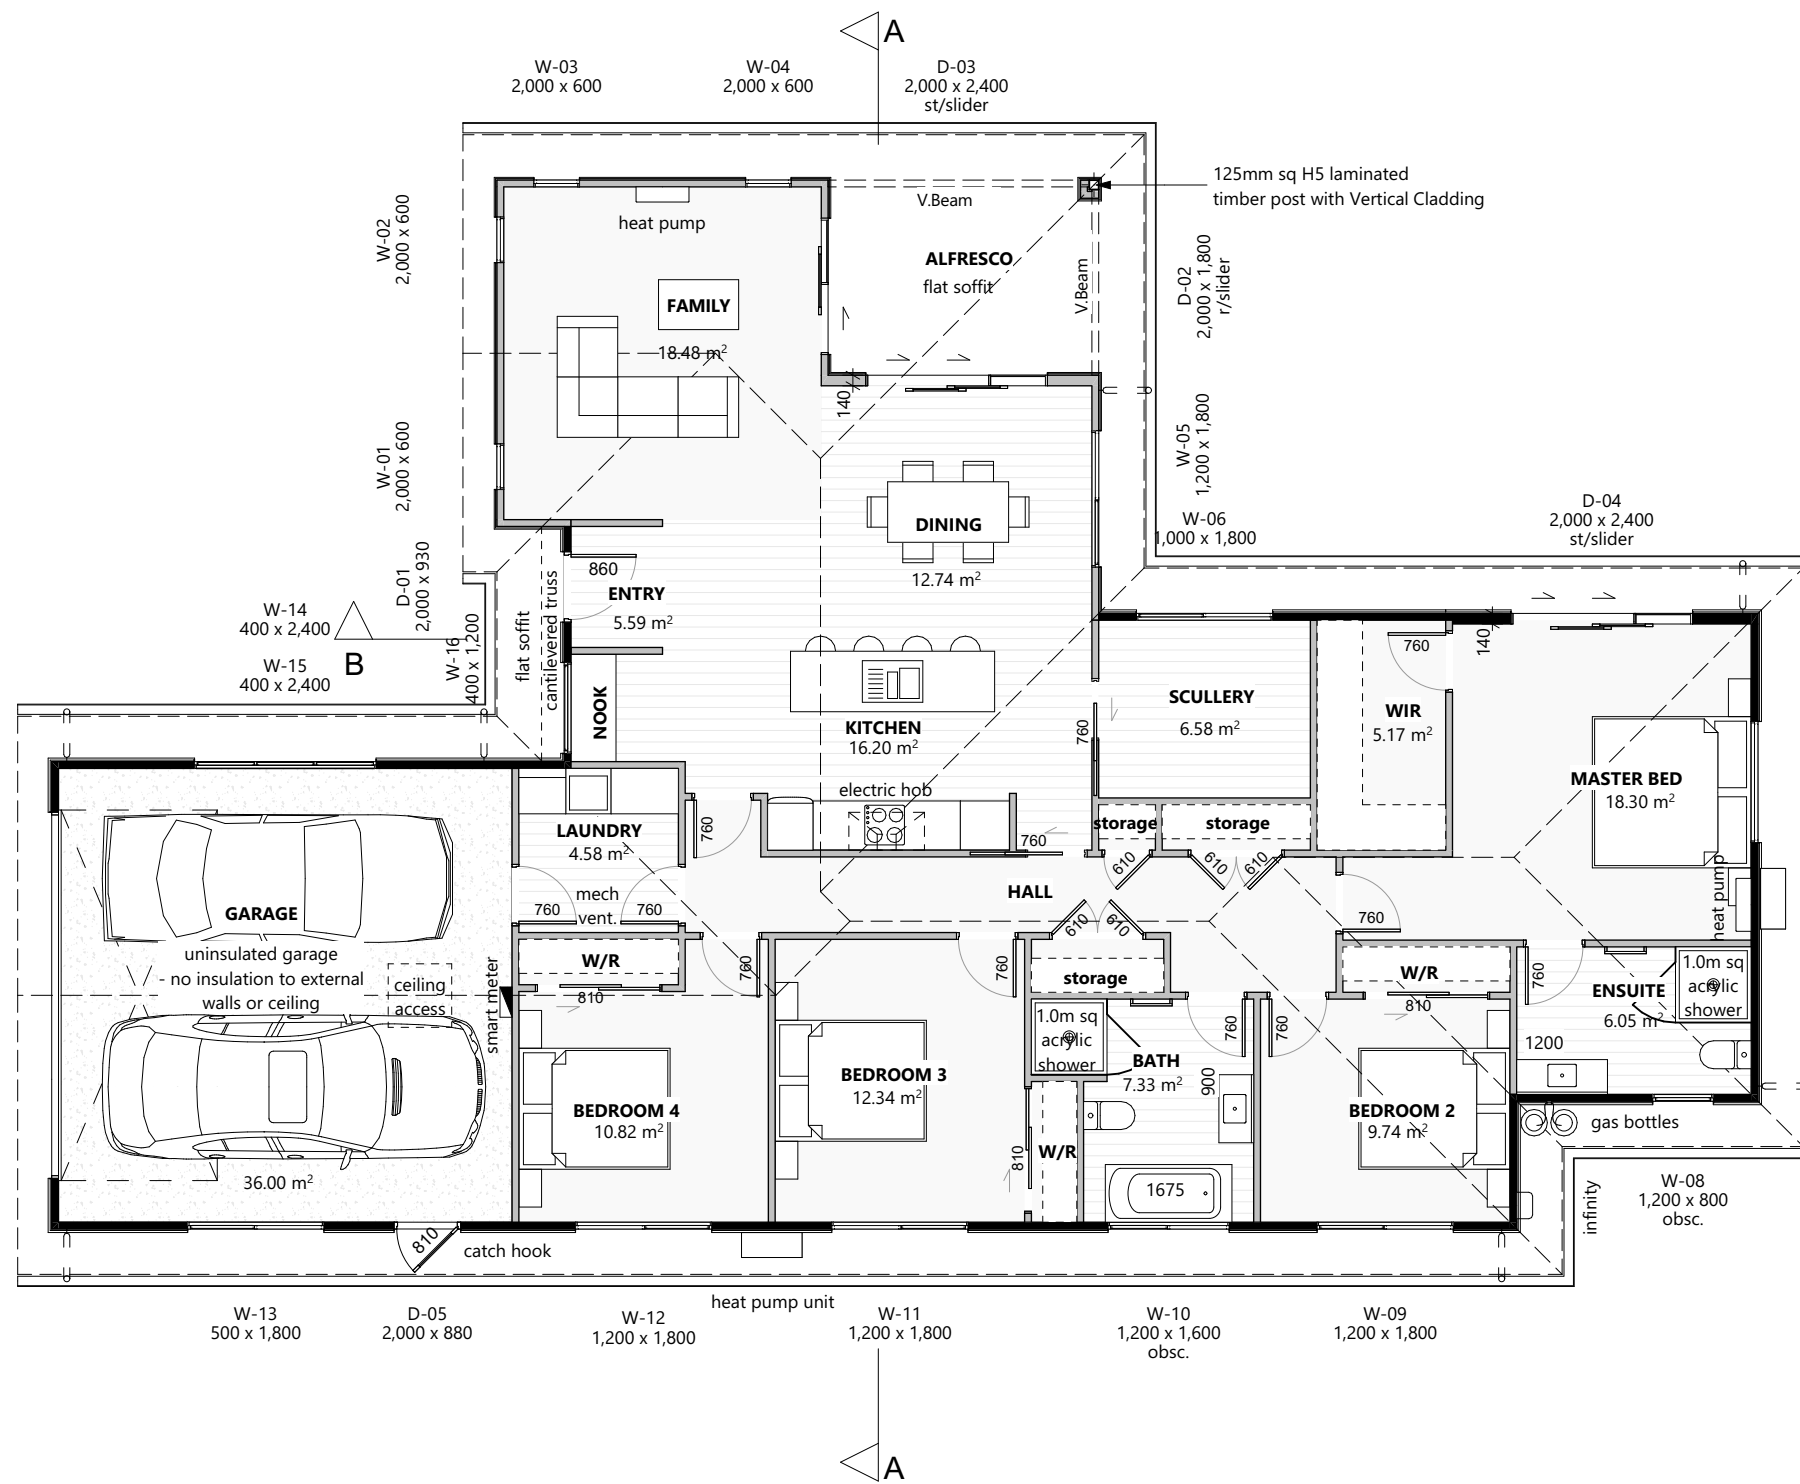 A
W-03
2,000 x 600
W-04
2,000 x 600
D-03
2,000 x 2,400
st/slider
125mm sq H5 laminated
timber post with Vertical Cladding
V.Beam
heat pump
W-02
2,000 x 600
ALFRESCO
flat soffit
V.Beam
D-02
2,000 x 1,800
r/slider
FAMILY
18.48 m²
140
W-01
2,000 x 600
W-05
1,200 x 1,800
DINING
12.74 m²
W-06
1,000 x 1,800
D-04
2,000 x 2,400
st/slider
D-01
2,000 x 930
860
ENTRY
5.59 m²
W-14
400 x 2,400
B
W-15
400 x 2,400
W-16
400 x 1,200
flat soffit
cantilevered truss
NOOK
KITCHEN
16.20 m²
electric hob
760
SCULLERY
6.58 m²
760
WIR
5.17 m²
140
MASTER BED
18.30 m²
heat pump
LAUNDRY
4.58 m²
mech
vent.
760
760
760
760
storage
storage
610
610
610
HALL
610
610
760
GARAGE
uninsulated garage
- no insulation to external
walls or ceiling
ceiling
access
smart meter
36.00 m²
W/R
810
760
760
storage
W/R
810
760
ENSUITE
6.05 m²
1.0m sq
acrylic
shower
1200
1.0m sq
acrylic
shower
BATH
7.33 m²
760
760
900
BEDROOM 3
12.34 m²
BEDROOM 4
10.82 m²
W/R
810
1675
BEDROOM 2
9.74 m²
gas bottles
infinity
W-08
1,200 x 800
obsc.
810
catch hook
heat pump unit
W-13
500 x 1,800
D-05
2,000 x 880
W-12
1,200 x 1,800
W-11
1,200 x 1,800
W-10
1,200 x 1,600
obsc.
W-09
1,200 x 1,800
A